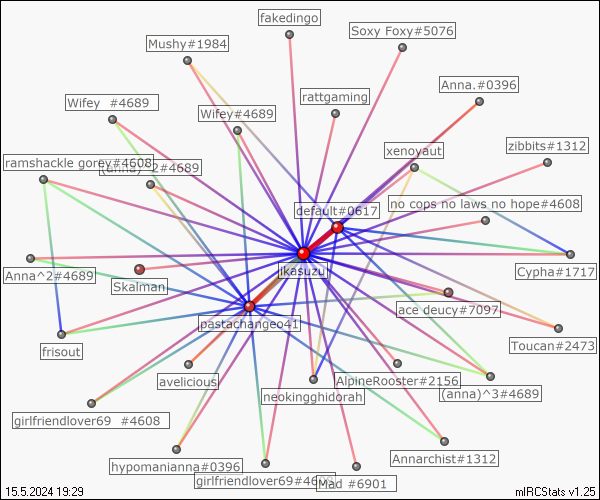 fakedingo
Soxy Foxy#5076
Mushy#1984
Anna.#0396
rattgaming
Wifey #4689
Wifey#4689
zibbits#1312
xenoyaut
ramshackle gorey#4608
(anna)^2#4689
no cops no laws no hope#4608
default#0617
ikasuzu
Cypha#1717
Anna^2#4689
Skalman
ace deucy#7097
pastachangeo41
Toucan#2473
frisout
avelicious
AlpineRooster#2156
(anna)^3#4689
neokingghidorah
girlfriendlover69 #4608
Annarchist#1312
hypomanianna#0396
girlfriendlover69#4608
Mad #6901
15.5.2024 19:29
mIRCStats v1.25